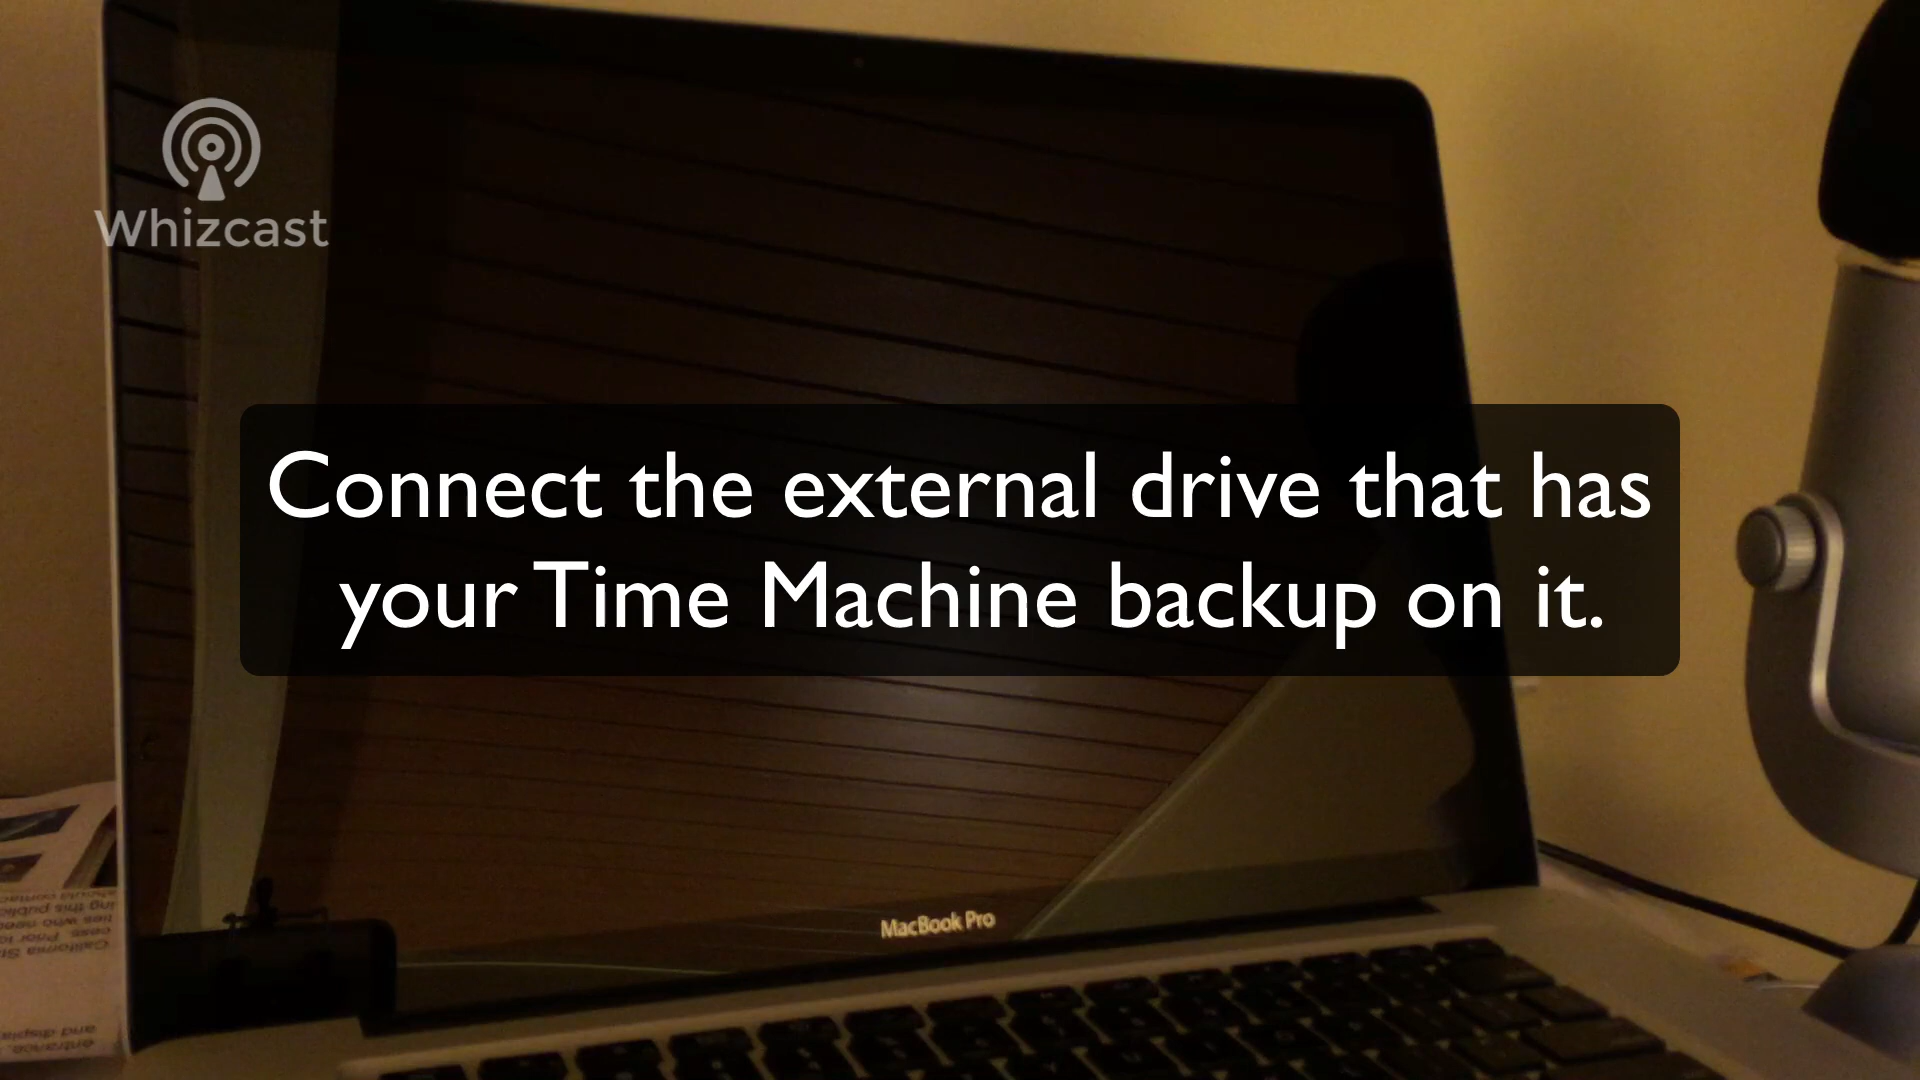 Whizcast
Connect the external drive that has
your Time Machine backup on it.
MacBook Pro